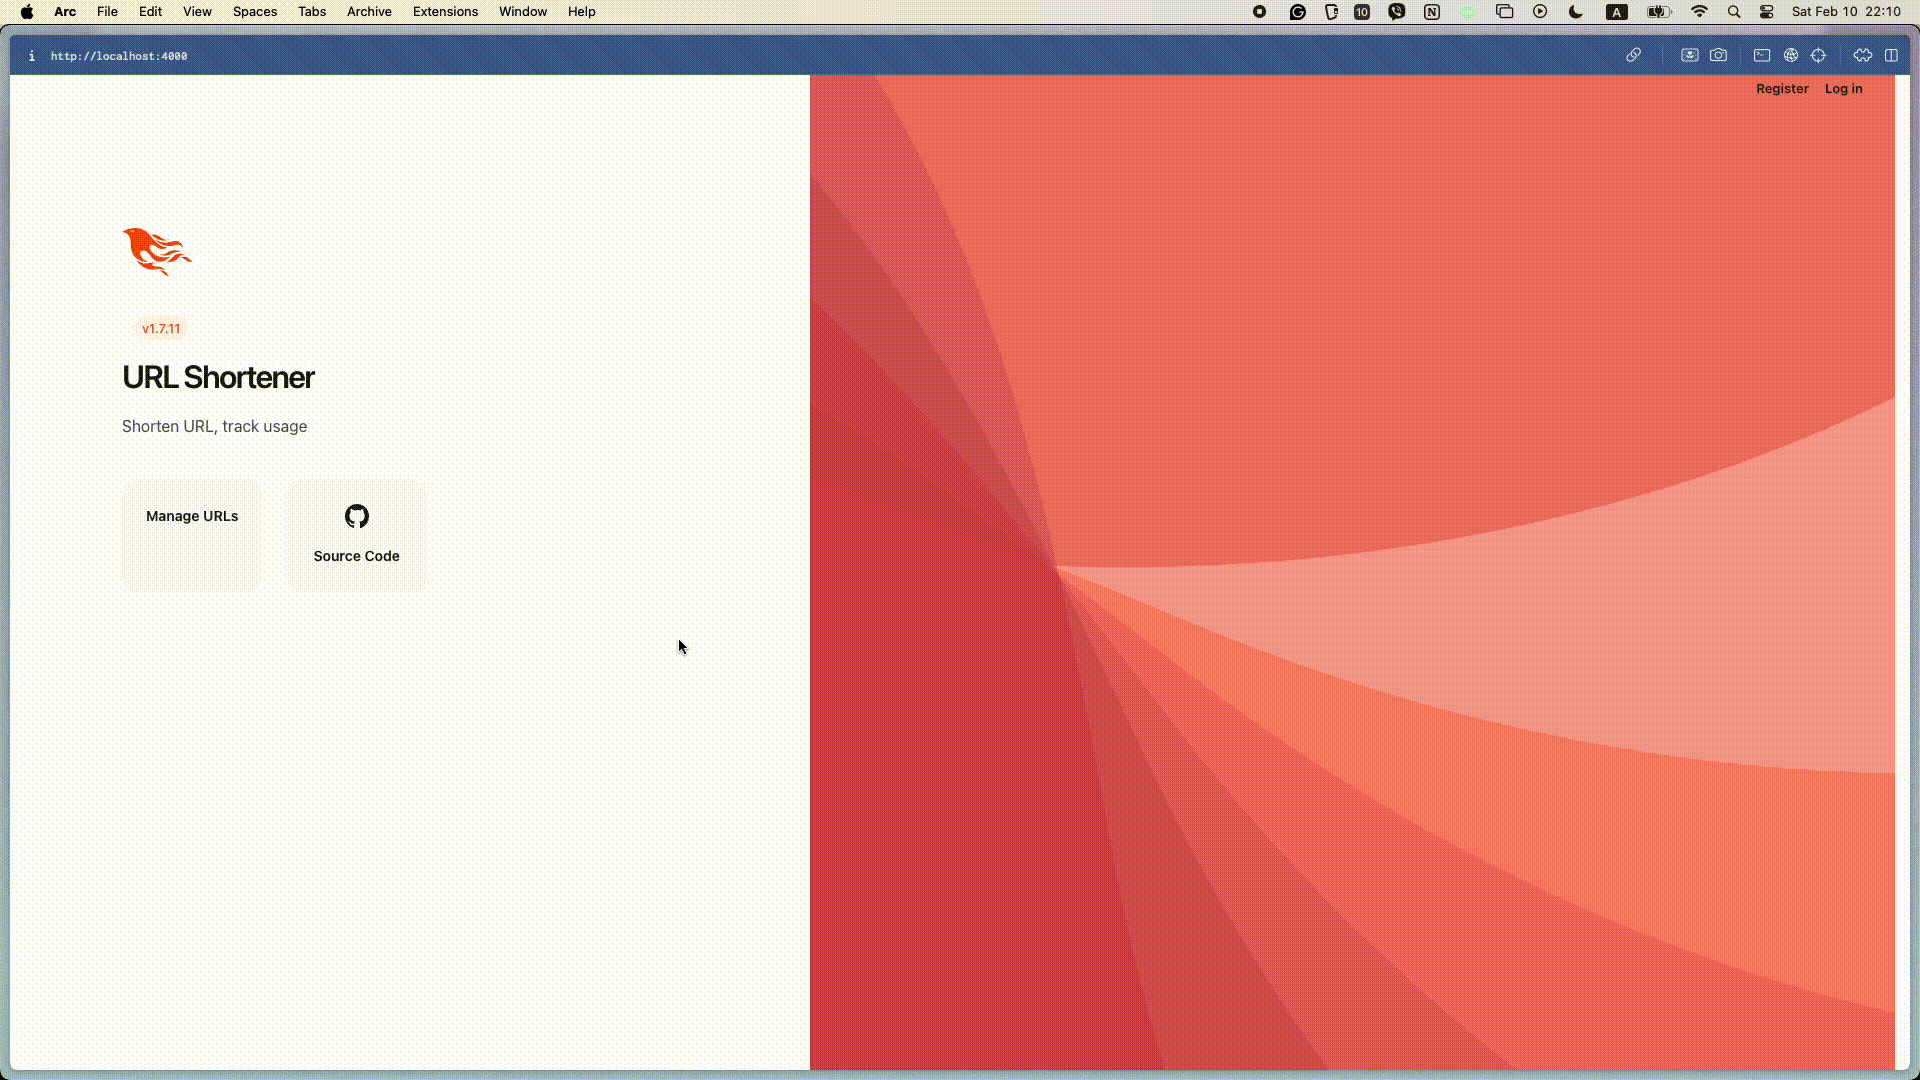 Arc File Edit View Spaces Tabs Archive Extensions Window Help 10 A Sat Feb 10 22:10
i http://localhost:4000
Register Log in
v1.7.11
URL Shortener
Shorten URL, track usage
Manage URLs
Source Code